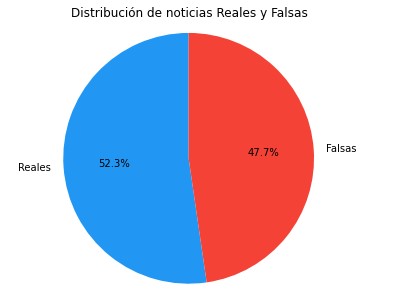 Distribución de noticias Reales y Falsas
47.7%
Falsas
52.3%
Reales